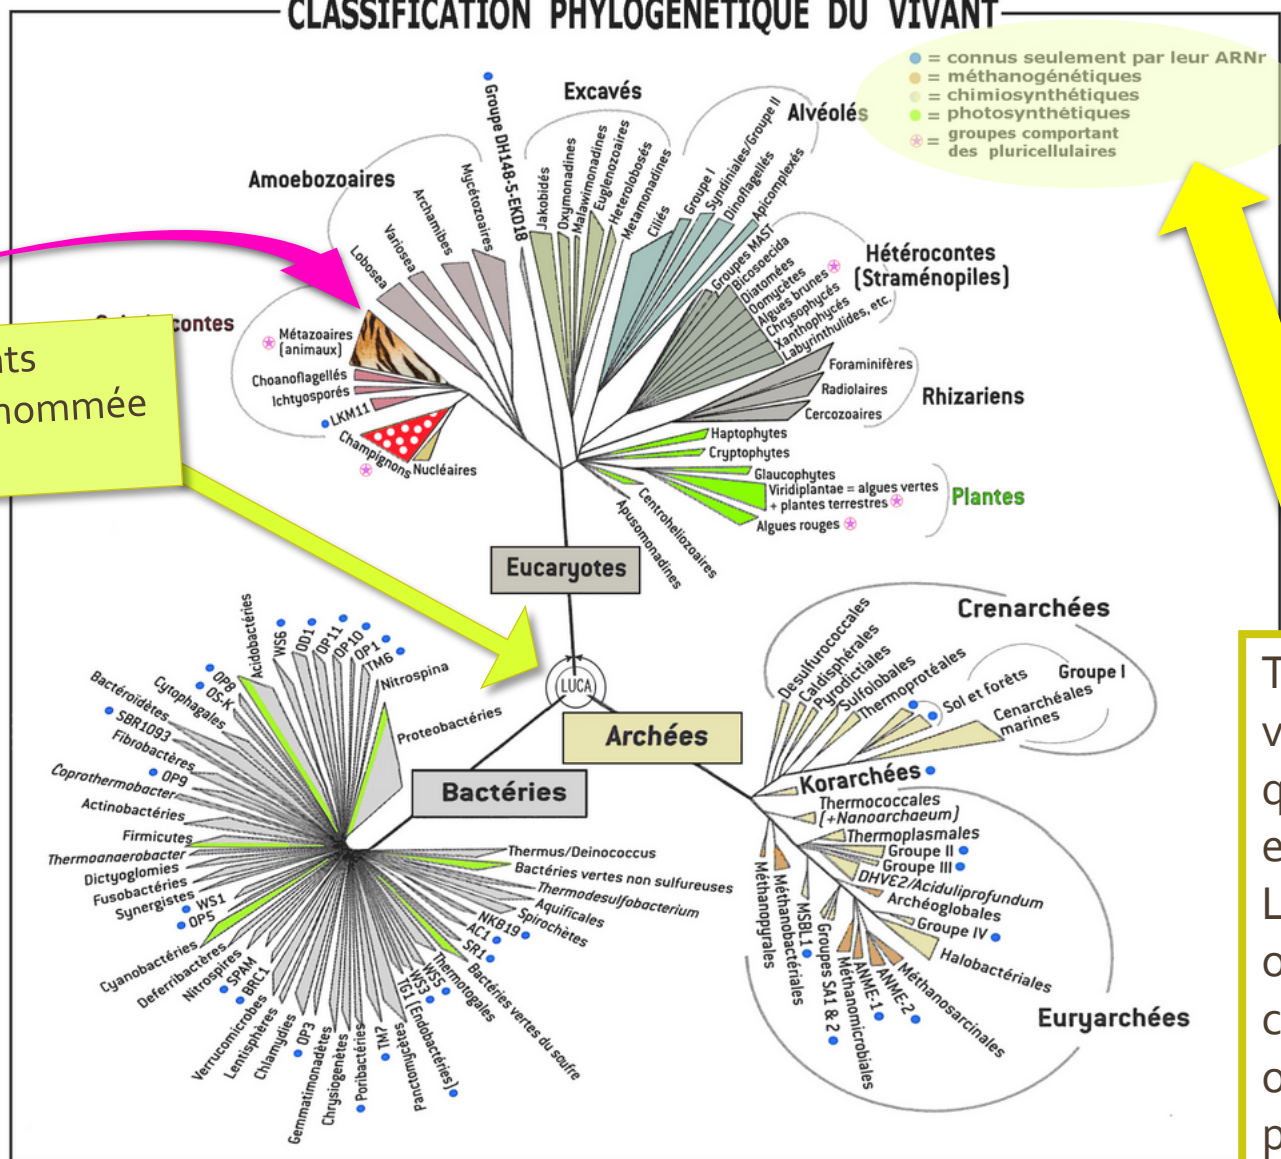 CLASSIFICATION PHYLOGENETIQUE DU VIVANT
= connus seulement par leur ARNr
= méthanogénétiques
= chimiosynthétiques
= photosynthétiques
= groupes comportant
des pluricellulaires
Excavés
Alvéolés
Amoebozoaires
Hétérocontes
(Straménopiles)
contes
Rhizariens
Plantes
Groupe DH148-5-EKD18
Jakobidés
Oxymonadines
Malawimonadines
Euglenozoaires
Heterolobosés
Metamonadines
Ciliés
Groupe I
Syndiniales/Groupe II
Dinoflagellés
Apicomplexés
Groupes MAST
Bicosoecida
Diatomées
Oomycètes
Algues brunes
Chrysophycés
Xanthophycés
Labyrinthulides, etc.
Foraminifères
Radiolaires
Cercozoaires
Haptophytes
Cryptophytes
Glaucophytes
Viridiplantae = algues vertes
+ plantes terrestres
Algues rouges
Centroheliozoaires
Apusomonadines
Mycétozoaires
Archamibes
Variosea
Lobosea
Métazoaires
(animaux)
Choanoflagellés
Ichtyosporés
LKM11
Champignons
Nucléaires
ats
nommée
Eucaryotes
LUCA
Archées
Bactéries
Crenarchées
Desulfurococcales
Caldisphérales
Pyrodictiales
Sulfolobales
Thermoprotéales
Sol et forêts
Groupe I
Cenarchéales
marines
Korarchées
Thermococcales
(+Nanoarchaeum)
Thermoplasmales
Groupe II
Groupe III
DHVE2/Aciduliprofundum
Archéoglobales
Groupe IV
Halobactériales
Méthanosarcinales
ANME-2
ANME-1
Méthanomicrobiales
Groupes SA1 & 2
MSBL1
Méthanobactériales
Méthanopyrales
Euryarchées
Acidobactéries
WS6
OD1
OP11
OP10
OP1
TM6
Nitrospina
Proteobactéries
OP8
OS-K
Cytophagales
Bactéroïdètes
SBR1093
Fibrobactères
OP9
Coprothermobacter
Actinobactéries
Firmicutes
Thermoanaerobacter
Dictyoglomies
Fusobactéries
Synergistes
WS1
OP5
Cyanobactéries
Deferribactères
Nitrospires
SPAM
BRC1
Verrucomicrobes
Lentisphères
Chlamydies
OP3
Gemmatimonadètes
Chrysiogenètes
Poribactéries
TM7
Planctomycètes
TG1 (Endobactéries)
WS3
WS5
Thermotogales
Bactéries vertes du soufre
SR1
AC1
NKB19
Spirochètes
Aquificales
Thermodesulfobacterium
Bactéries vertes non sulfureuses
Thermus/Deinococcus
T
v
q
e
L
o
c
o
p